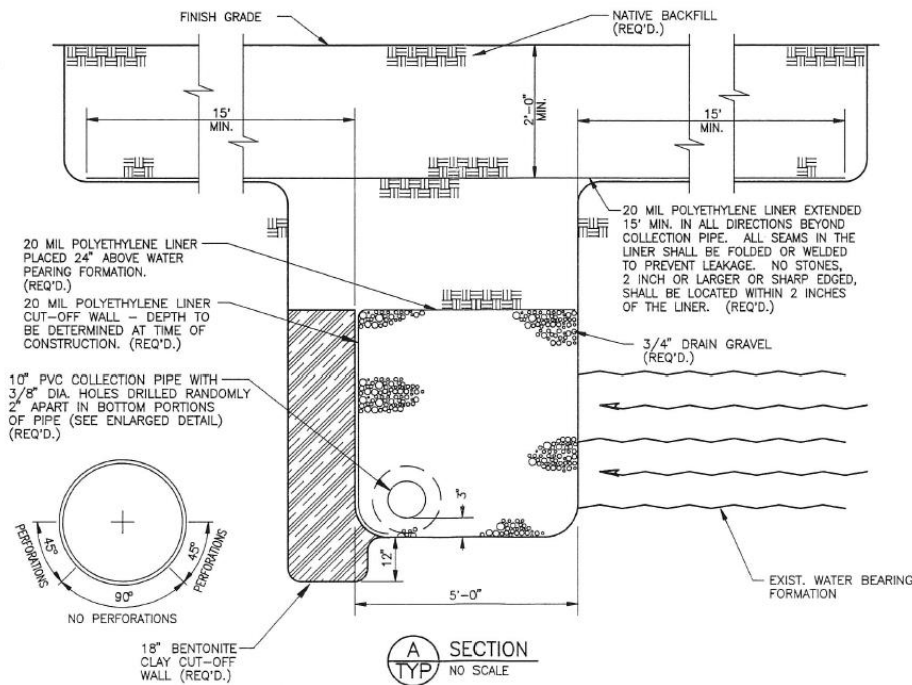 FINISH GRADE
NATIVE BACKFILL
(REQ'D.)
15'
MIN.
2'-0"
MIN.
15'
MIN.
20 MIL POLYETHYLENE LINER
PLACED 24" ABOVE WATER
PEARING FORMATION.
(REQ'D.)
20 MIL POLYETHYLENE LINER
CUT-OFF WALL – DEPTH TO
BE DETERMINED AT TIME OF
CONSTRUCTION. (REQ'D.)
10" PVC COLLECTION PIPE WITH
3/8" DIA. HOLES DRILLED RANDOMLY
2" APART IN BOTTOM PORTIONS
OF PIPE (SEE ENLARGED DETAIL)
(REQ'D.)
20 MIL POLYETHYLENE LINER EXTENDED
15' MIN. IN ALL DIRECTIONS BEYOND
COLLECTION PIPE. ALL SEAMS IN THE
LINER SHALL BE FOLDED OR WELDED
TO PREVENT LEAKAGE. NO STONES,
2 INCH OR LARGER OR SHARP EDGED,
SHALL BE LOCATED WITHIN 2 INCHES
OF THE LINER. (REQ'D.)
3/4" DRAIN GRAVEL
(REQ'D.)
3"
12"
5'-0"
PERFORATIONS
45°
90°
45°
PERFORATIONS
NO PERFORATIONS
EXIST. WATER BEARING
FORMATION
18" BENTONITE
CLAY CUT-OFF
WALL (REQ'D.)
A
TYP
SECTION
NO SCALE